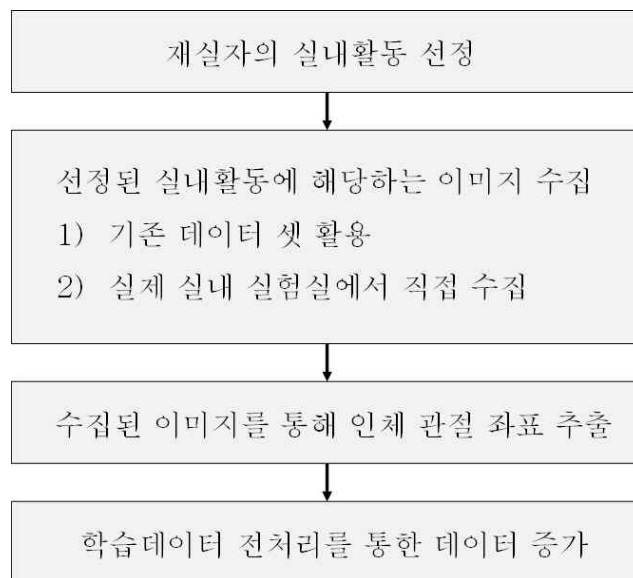 재실자의 실내활동 선정
선정된 실내활동에 해당하는 이미지 수집
1) 기존 데이터 셋 활용
2) 실제 실내 실험실에서 직접 수집
수집된 이미지를 통해 인체 관절 좌표 추출
학습데이터 전처리를 통한 데이터 증가